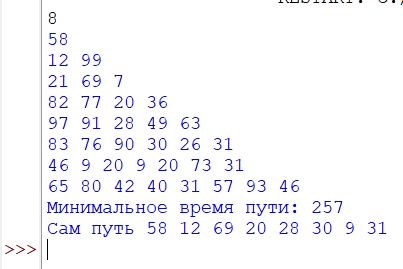 8
58
12 99
21 69 7
82 77 20 36
97 91 28 49 63
83 76 90 30 26 31
46 9 20 9 20 73 31
65 80 42 40 31 57 93 46
Минимальное время пути: 257
Сам путь 58 12 69 20 28 30 9 31
>>>